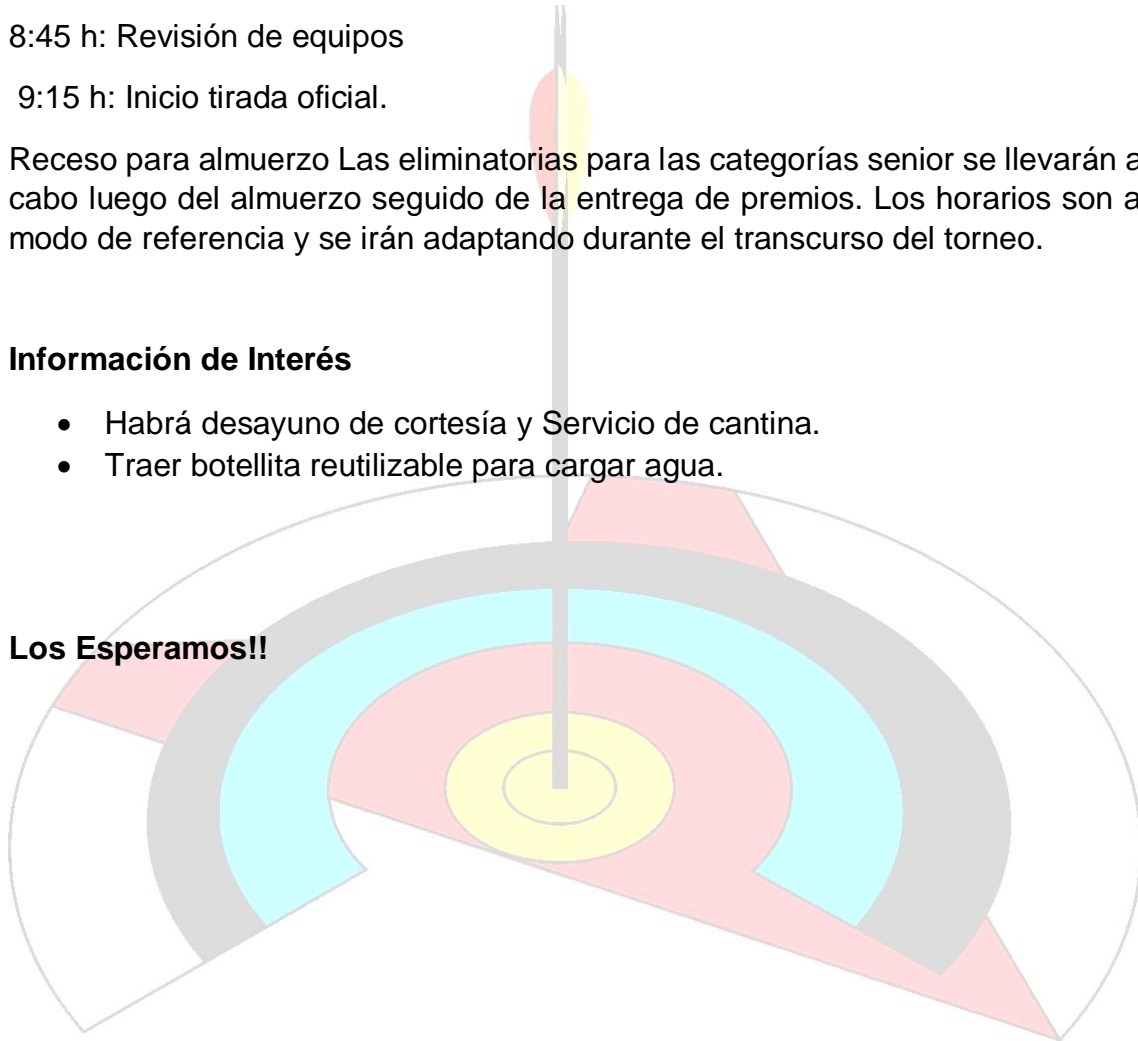 8:45 h: Revisión de equipos
9:15 h: Inicio tirada oficial.
Receso para almuerzo Las eliminatorias para las categorías senior se llevarán a
cabo luego del almuerzo seguido de la entrega de premios. Los horarios son a
modo de referencia y se irán adaptando durante el transcurso del torneo.
Información de Interés
• Habrá desayuno de cortesía y Servicio de cantina.
• Traer botellita reutilizable para cargar agua.
Los Esperamos!!